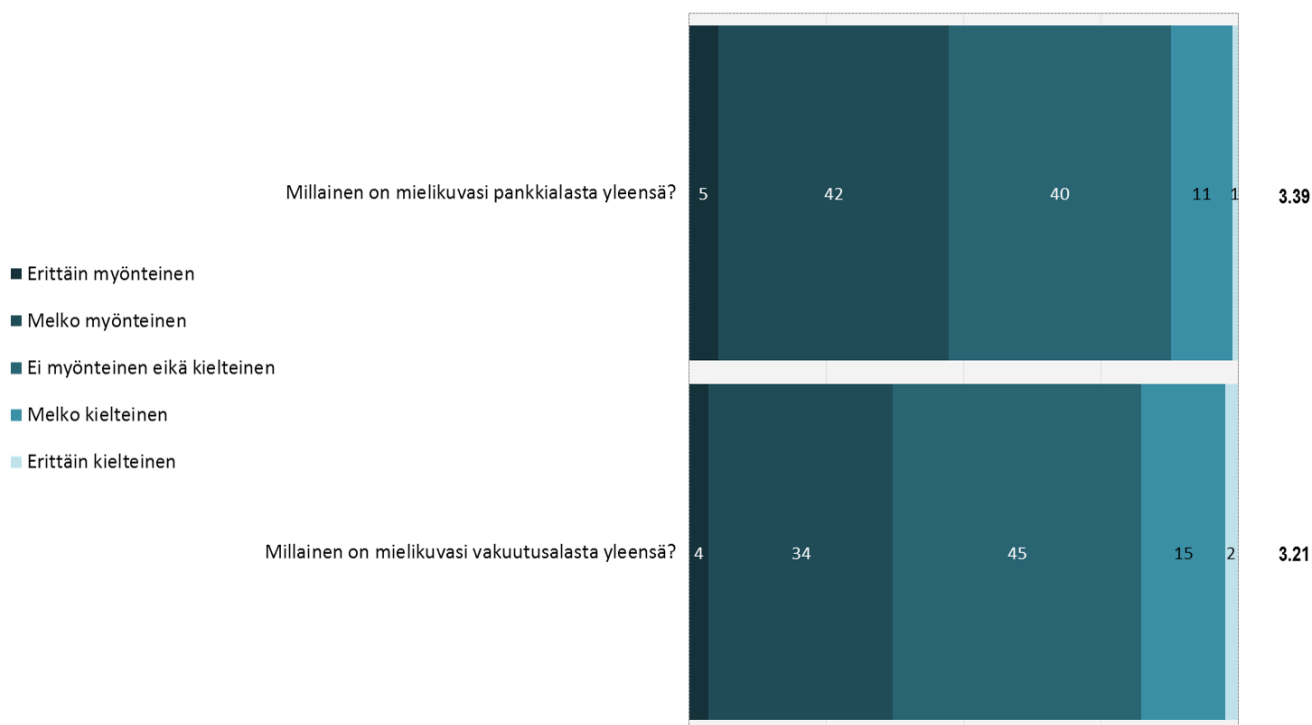 Millainen on mielikuvasi pankkialasta yleensä? 5 42 40 11 1 3.39
Erittäin myönteinen
Melko myönteinen
Ei myönteinen eikä kielteinen
Melko kielteinen
Erittäin kielteinen
Millainen on mielikuvasi vakuutusalasta yleensä? 4 34 45 15 2 3.21